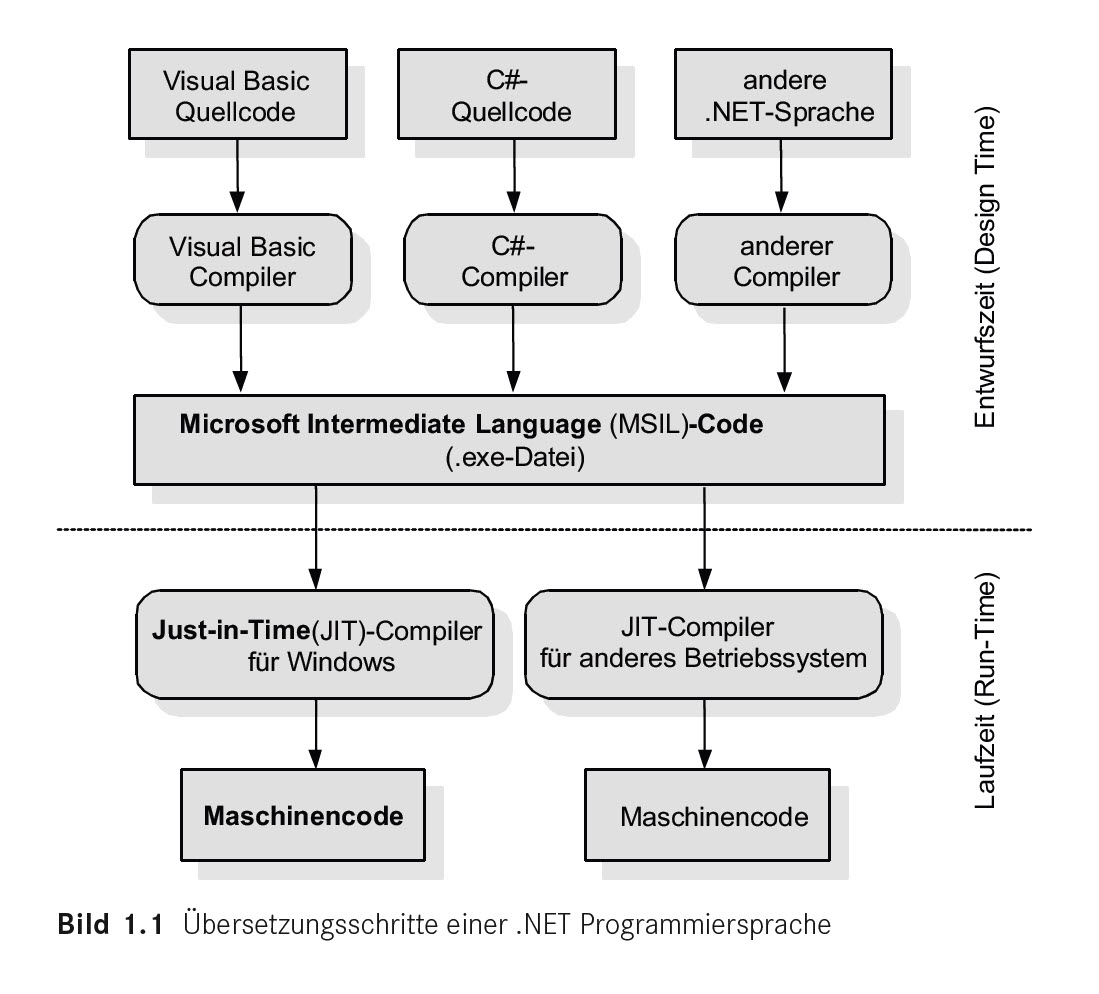 Visual Basic
Quellcode
C#-
Quellcode
andere
.NET-Sprache
Visual Basic
Compiler
C#-
Compiler
anderer
Compiler
Entwurfszeit (Design Time)
Microsoft Intermediate Language (MSIL)-Code
(.exe-Datei)
Just-in-Time(JIT)-Compiler
für Windows
JIT-Compiler
für anderes Betriebssystem
Laufzeit (Run-Time)
Maschinencode
Maschinencode
Bild 1.1 Übersetzungsschritte einer .NET Programmiersprache